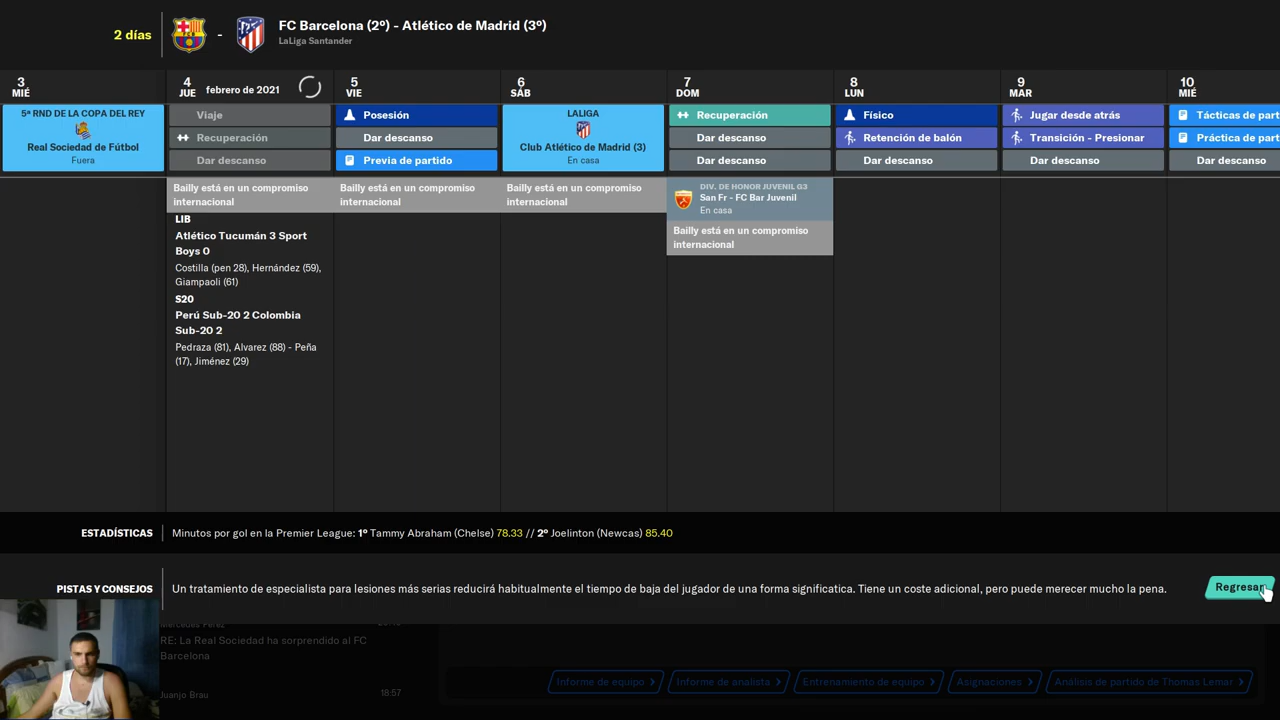 2 días
FC Barcelona (2º) - Atlético de Madrid (3º)
LaLiga Santander
3
MIÉ
4
JUE
febrero de 2021
5
VIE
6
SÁB
7
DOM
8
LUN
9
MAR
10
MIÉ
5ª RND DE LA COPA DEL REY
Real Sociedad de Fútbol
Fuera
Viaje
Recuperación
Dar descanso
Posesión
Dar descanso
Previa de partido
LALIGA
Club Atlético de Madrid (3)
En casa
Recuperación
Dar descanso
Dar descanso
Físico
Retención de balón
Dar descanso
Jugar desde atrás
Transición - Presionar
Dar descanso
Tácticas de part
Práctica de part
Dar descanso
Bailly está en un compromiso
internacional
LIB
Atlético Tucumán 3 Sport
Boys 0
Costilla (pen 28), Hernández (59),
Giampaoli (61)
S20
Perú Sub-20 2 Colombia
Sub-20 2
Pedraza (81), Alvarez (88) - Peña
(17), Jiménez (29)
Bailly está en un compromiso
internacional
Bailly está en un compromiso
internacional
DIV. DE HONOR JUVENIL G3
San Fr - FC Bar Juvenil
En casa
Bailly está en un compromiso
internacional
ESTADÍSTICAS
Minutos por gol en la Premier League: 1º Tammy Abraham (Chelse) 78.33 // 2º Joelinton (Newcas) 85.40
PISTAS Y CONSEJOS
Un tratamiento de especialista para lesiones más serias reducirá habitualmente el tiempo de baja del jugador de una forma significatica. Tiene un coste adicional, pero puede merecer mucho la pena.
Regresar
Mercedes Pérez
RE: La Real Sociedad ha sorprendido al FC
Barcelona
Juanjo Brau
18:57
Informe de equipo
Informe de analista
Entrenamiento de equipo
Asignaciones
Análisis de partido de Thomas Lemar